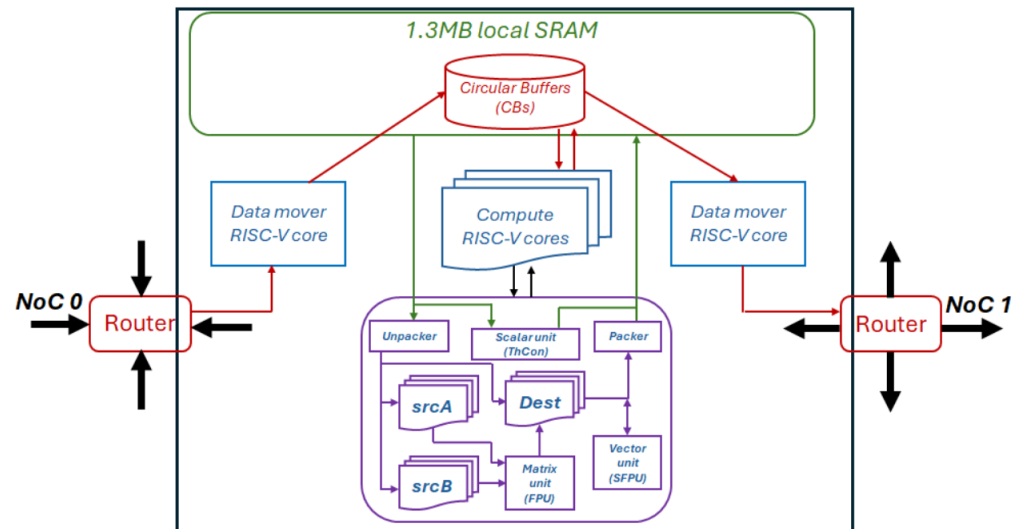 1.3MB local SRAM
Circular Buffers
(CBs)
Data mover
RISC-V core
Compute
RISC-V cores
Data mover
RISC-V core
NoC 0
Router
NoC 1
Router
Unpacker
Scalar unit
(ThCon)
Packer
srcA
Dest
srcB
Matrix
unit
(FPU)
Vector
unit
(SFPU)